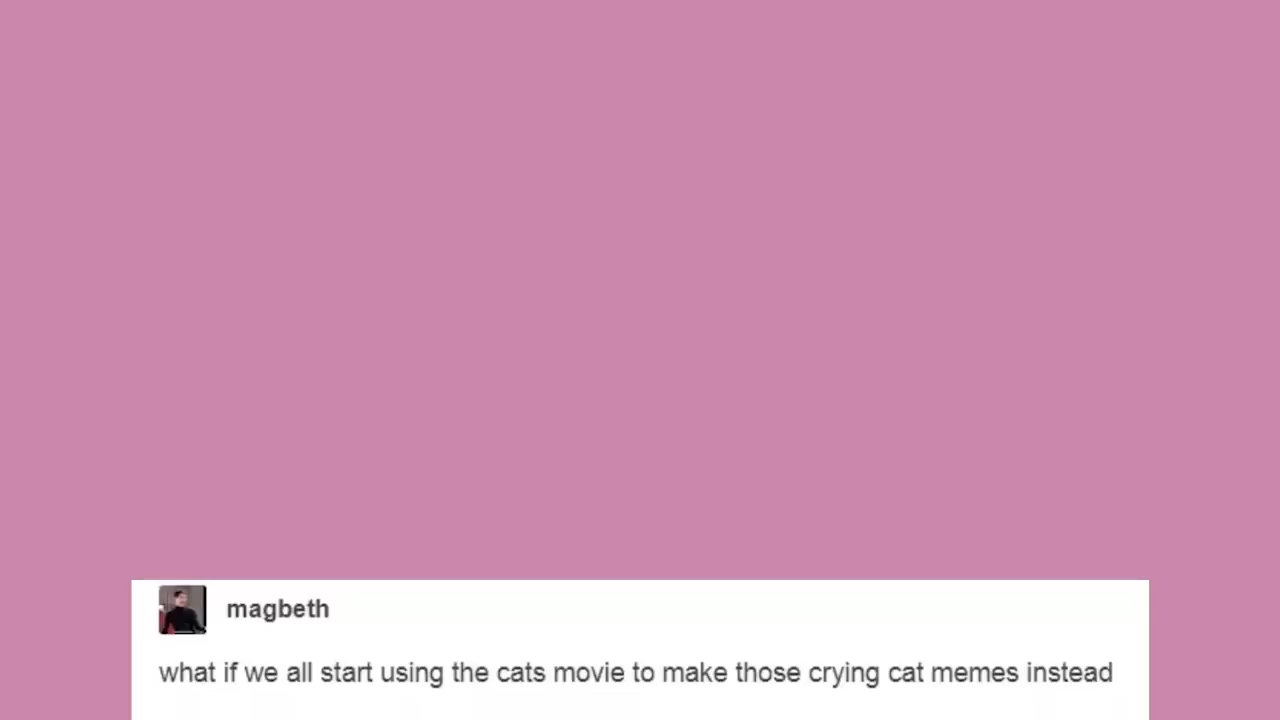 magbeth
what if we all start using the cats movie to make those crying cat memes instead